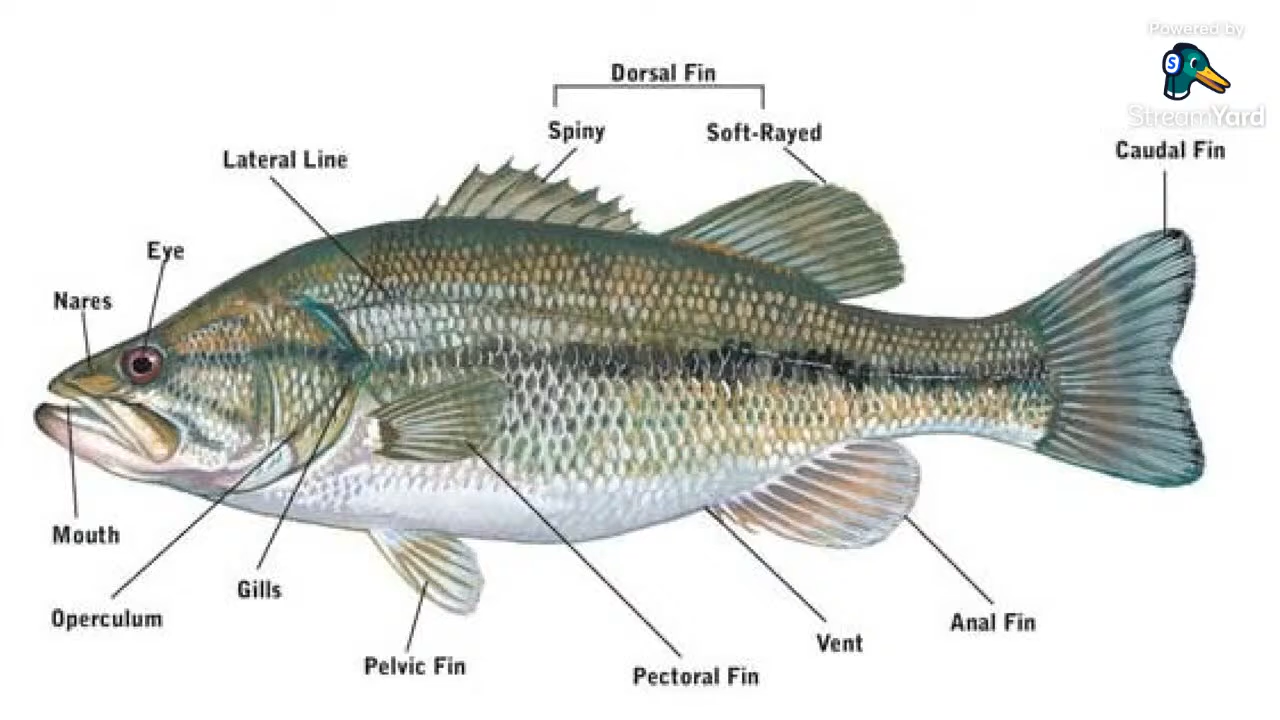 Powered by
S
StreamYard
Dorsal Fin
Spiny
Soft-Rayed
Caudal Fin
Lateral Line
Eye
Nares
Mouth
Gills
Operculum
Pelvic Fin
Pectoral Fin
Vent
Anal Fin